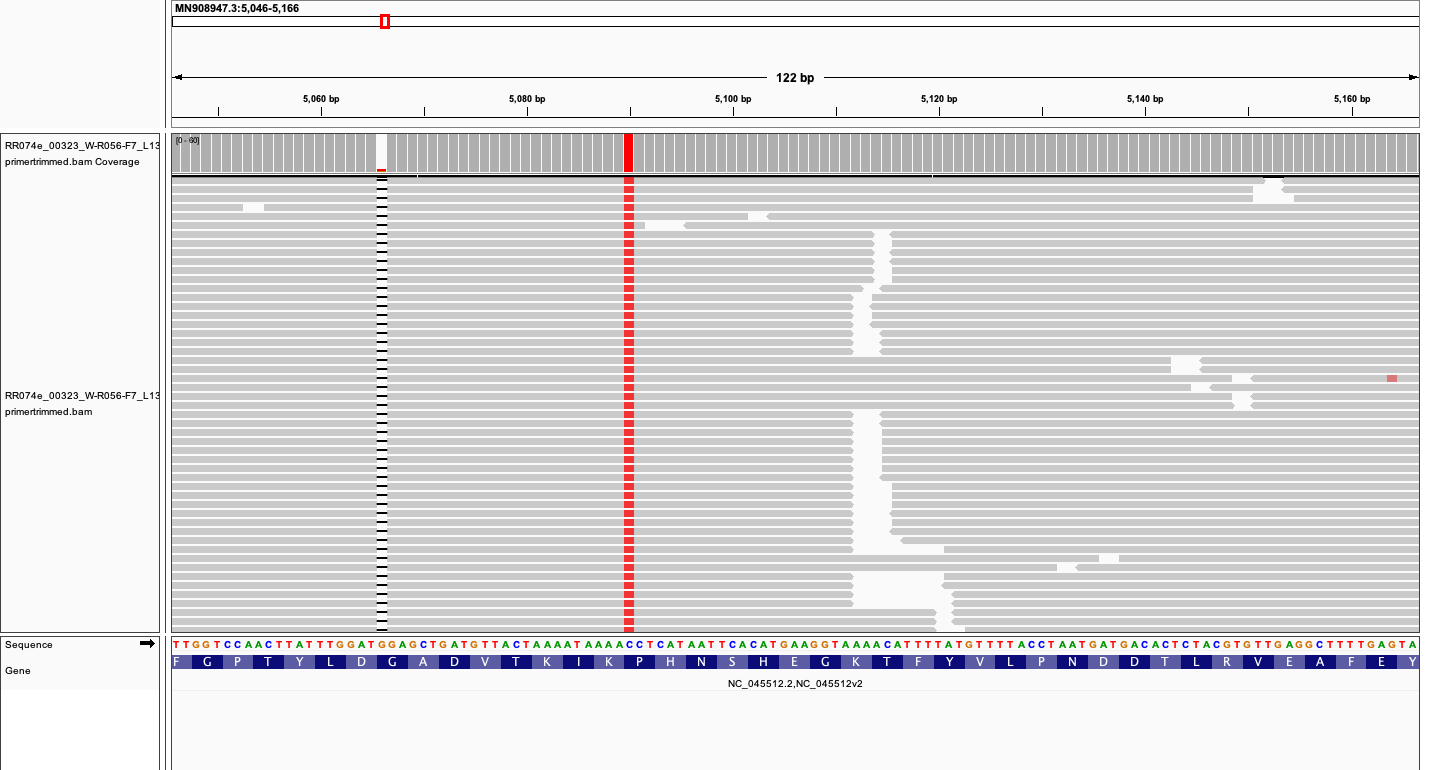 MN908947.3:5,046-5,166
122 bp
5,060 bp 5,080 bp 5,100 bp 5,120 bp 5,140 bp 5,160 bp
RR074e_00323_W-R056-F7_L13
primertrimmed.bam Coverage
[0 - 60]
RR074e_00323_W-R056-F7_L13
primertrimmed.bam
Sequence
TTGGTCCAACTTATTTGGATGGAGCTGATGTTACTAAAATAAAACCTCATAATTCACATGAAGGTAAAACATTTTATGTTTTACCTAATGATGACACTCTACGTGTTGAGGCTTTTGAGTA
Gene
F G P T Y L D G A D V T K I K P H N S H E G K T F Y V L P N D D T L R V E A F E Y
NC_045512.2,NC_045512v2